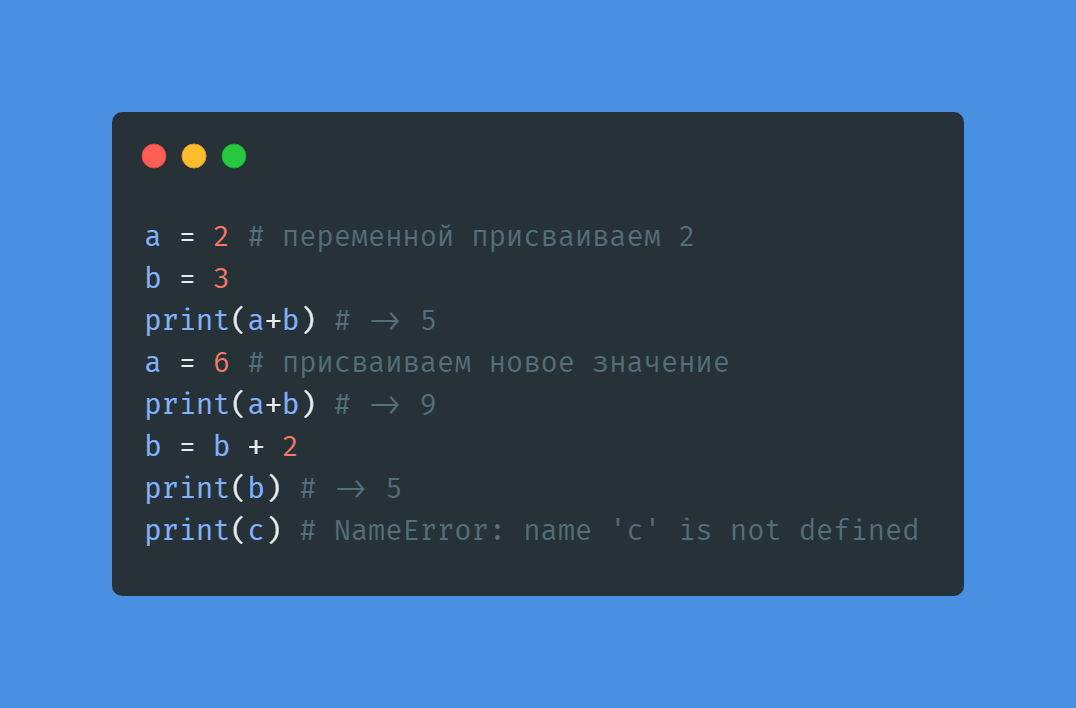 a = 2 # переменной присваиваем 2
b = 3
print(a+b) # -> 5
a = 6 # присваиваем новое значение
print(a+b) # -> 9
b = b + 2
print(b) # -> 5
print(c) # NameError: name 'c' is not defined